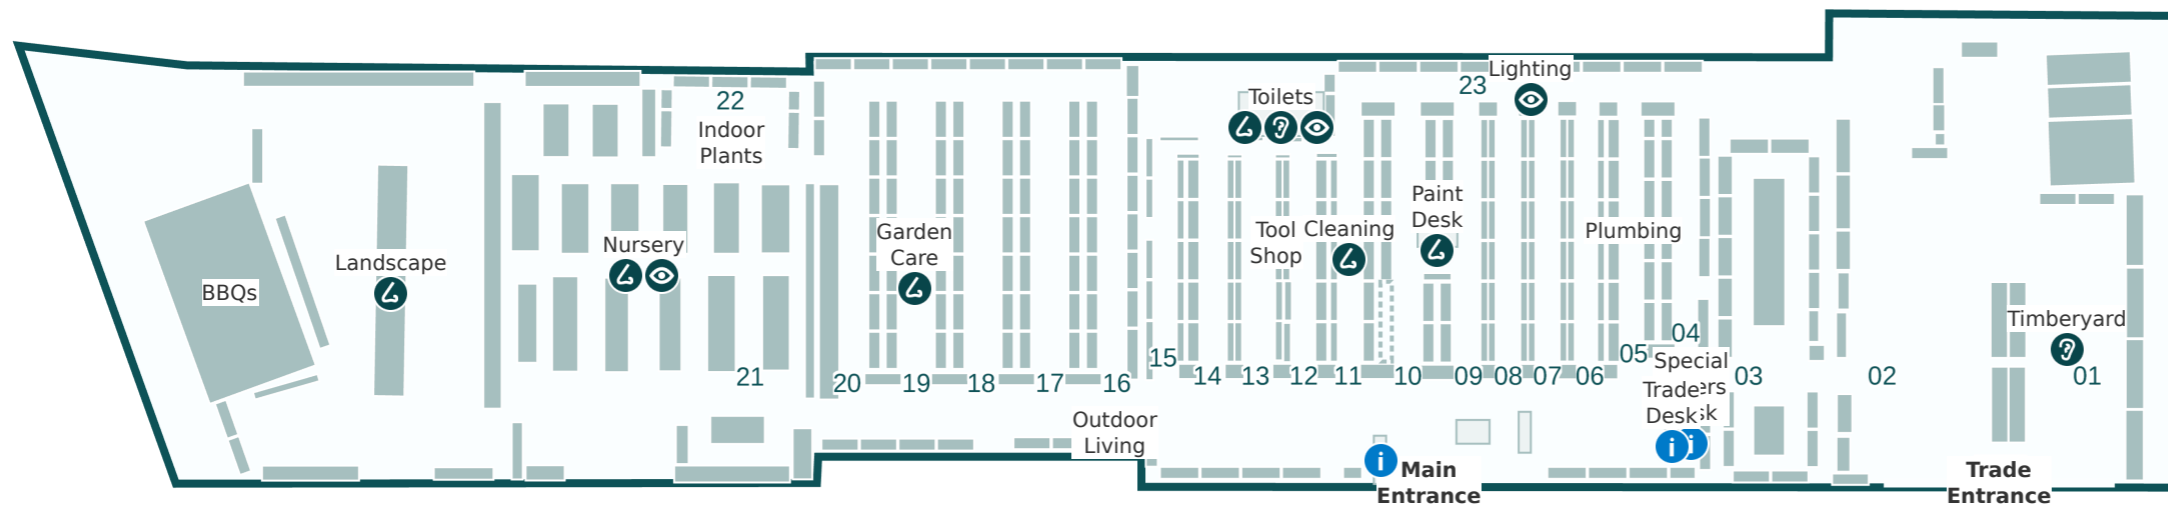 Lighting
23
Toilets
22
Indoor
Plants
Paint
Desk
Garden
Care
Tool
Shop
Cleaning
Plumbing
Nursery
Landscape
BBQs
Timberyard
04
05
15
Special
Trade
Desk
21
20
19
18
17
16
14
13
12
11
10
09
08
07
06
03
02
01
Outdoor
Living
Main
Entrance
Trade
Entrance